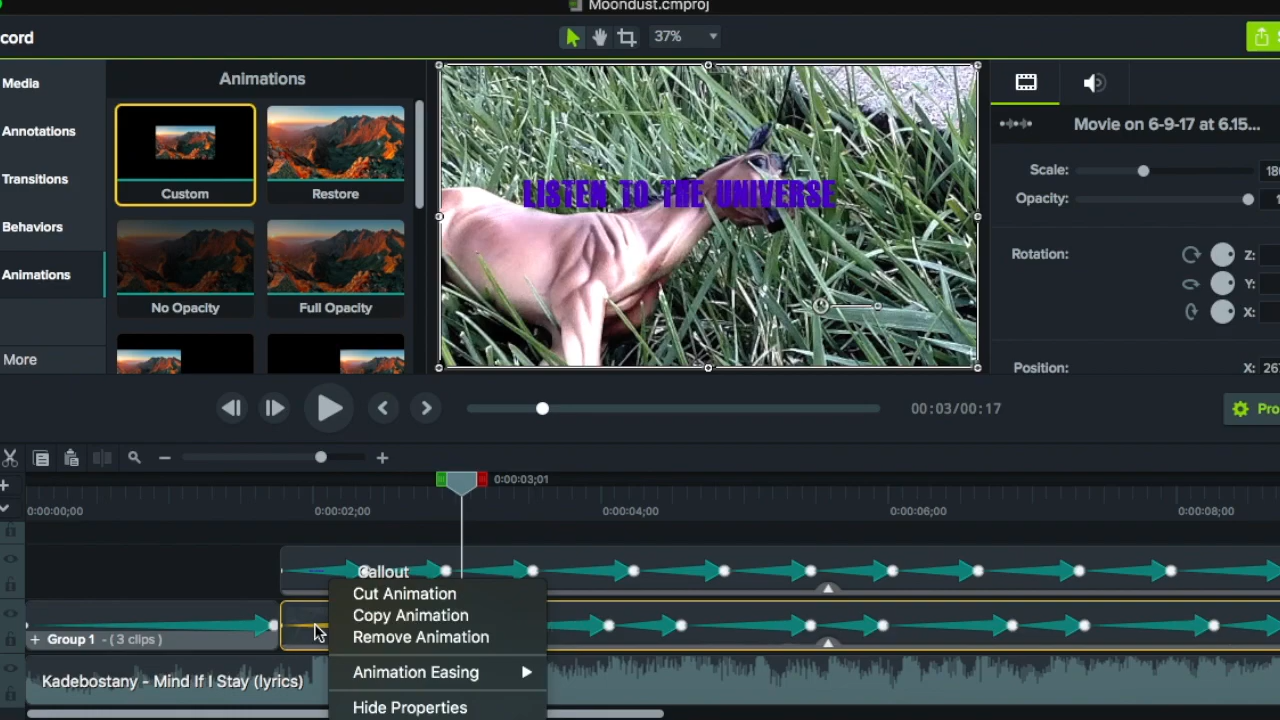 Moondust.cmproj
cord
37%
Media
Annotations
Transitions
Behaviors
Animations
More
Animations
Custom
Restore
No Opacity
Full Opacity
LISTEN TO THE UNIVERSE
Movie on 6-9-17 at 6.15...
Scale:
180
Opacity:
1
Rotation:
Z:
Y:
X:
Position:
X: 267
00:03/00:17
Pro
0:00:03;01
0:00:00;00
0:00:02;00
0:00:04;00
0:00:06;00
0:00:08;00
Callout
Cut Animation
Copy Animation
Remove Animation
Animation Easing
Hide Properties
+ Group 1 - ( 3 clips )
Kadebostany - Mind If I Stay (lyrics)